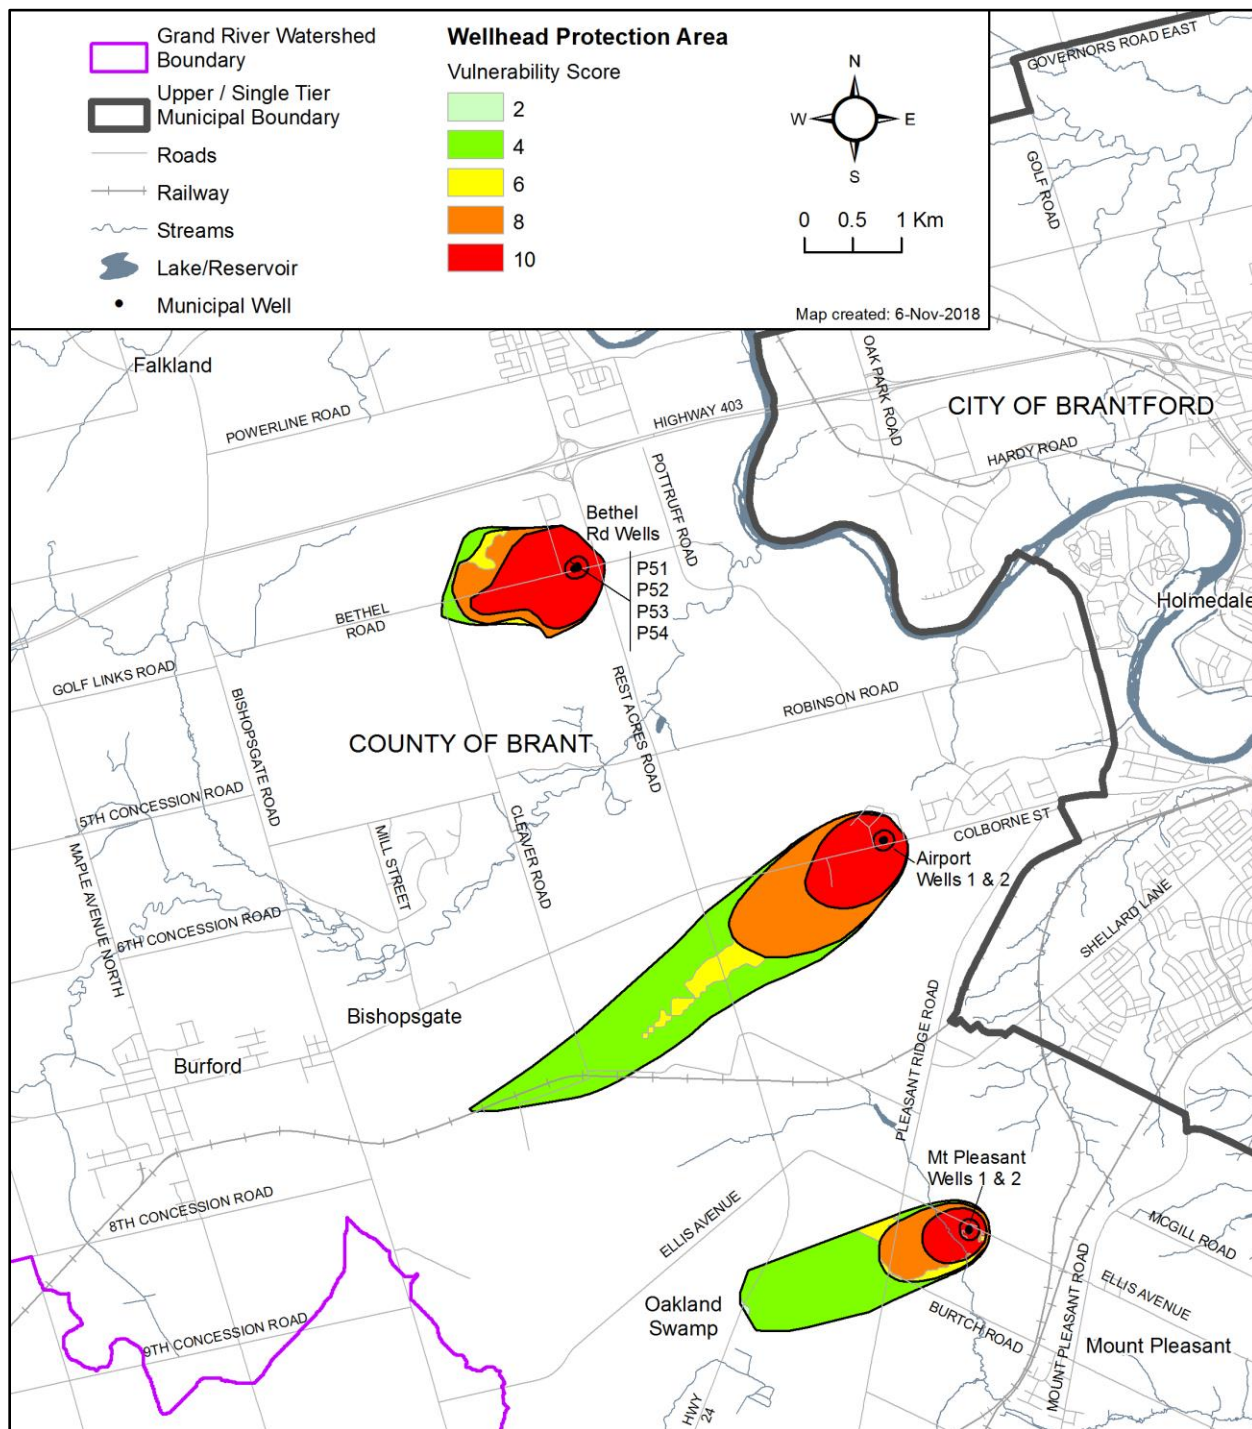 Grand River Watershed
Boundary
Upper / Single Tier
Municipal Boundary
Roads
Railway
Streams
Lake/Reservoir
Municipal Well
Wellhead Protection Area
Vulnerability Score
2
4
6
8
10
N
W
E
S
0 0.5 1 Km
Map created: 6-Nov-2018
GOVERNORS ROAD EAST
GOLF ROAD
Falkland
POWERLINE ROAD
HIGHWAY 403
OAK PARK ROAD
CITY OF BRANTFORD
HARDY ROAD
POTTRUFF ROAD
Bethel
Rd Wells
P51
P52
P53
P54
Holmedale
BETHEL
ROAD
GOLF LINKS ROAD
BISHOPSGATE ROAD
REST ACRES ROAD
ROBINSON ROAD
COUNTY OF BRANT
5TH CONCESSION ROAD
MAPLE AVENUE NORTH
MILL STREET
CLEAVER ROAD
COLBORNE ST
Airport
Wells 1 & 2
SHELLARD LANE
6TH CONCESSION ROAD
Bishopsgate
Burford
PLEASANT RIDGE ROAD
Mt Pleasant
Wells 1 & 2
8TH CONCESSION ROAD
ELLIS AVENUE
MCGILL ROAD
ELLIS AVENUE
Oakland
Swamp
BURTCH ROAD
MOUNT PLEASANT ROAD
Mount Pleasant
9TH CONCESSION ROAD
HWY
24